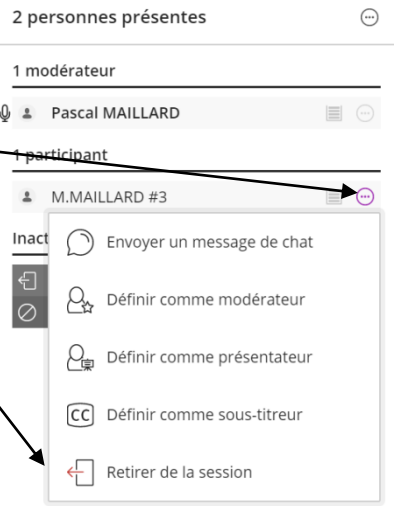 2 personnes présentes
1 modérateur
Pascal MAILLARD
1 participant
M.MAILLARD #3
Inact
Envoyer un message de chat
Définir comme modérateur
Définir comme présentateur
CC Définir comme sous-titreur
Retirer de la session